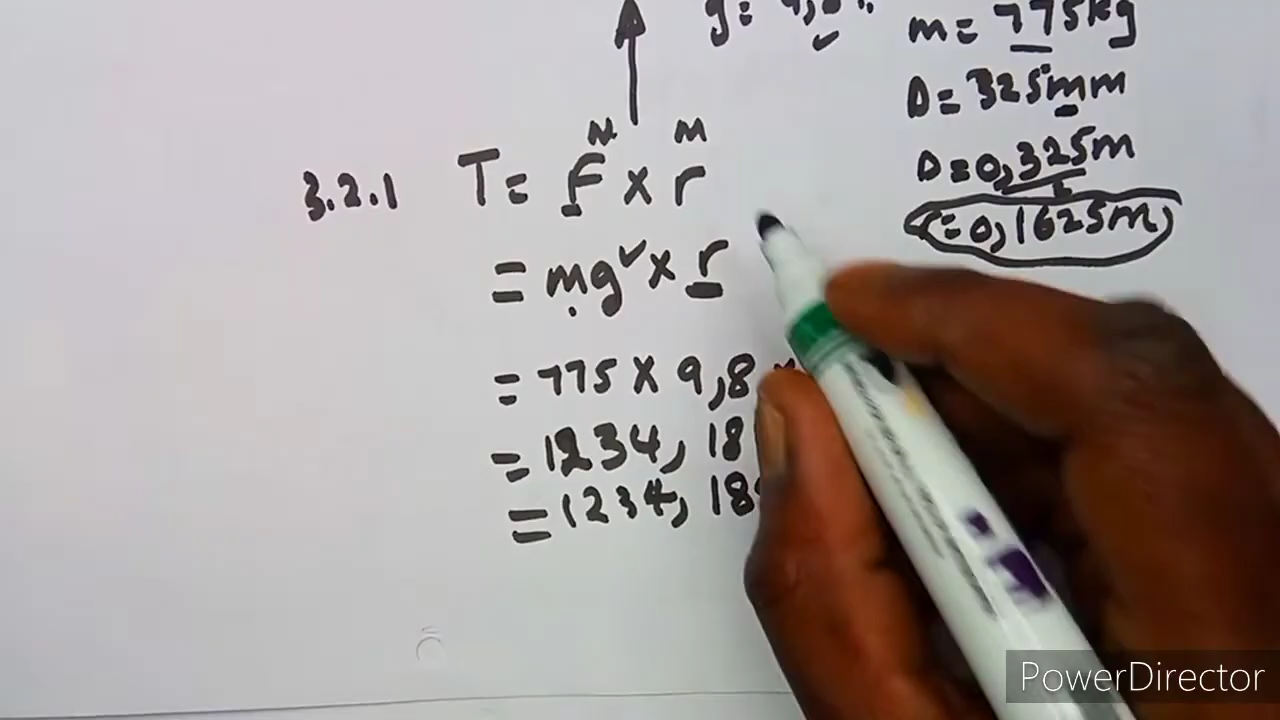 m = 775kg
D = 325mm
D = 0,325m
r = 0,1625m
N m
3.2.1 T = F x r
= mg x r
= 775 x 9,8
= 1234, 18
= 1234, 18
PowerDirector